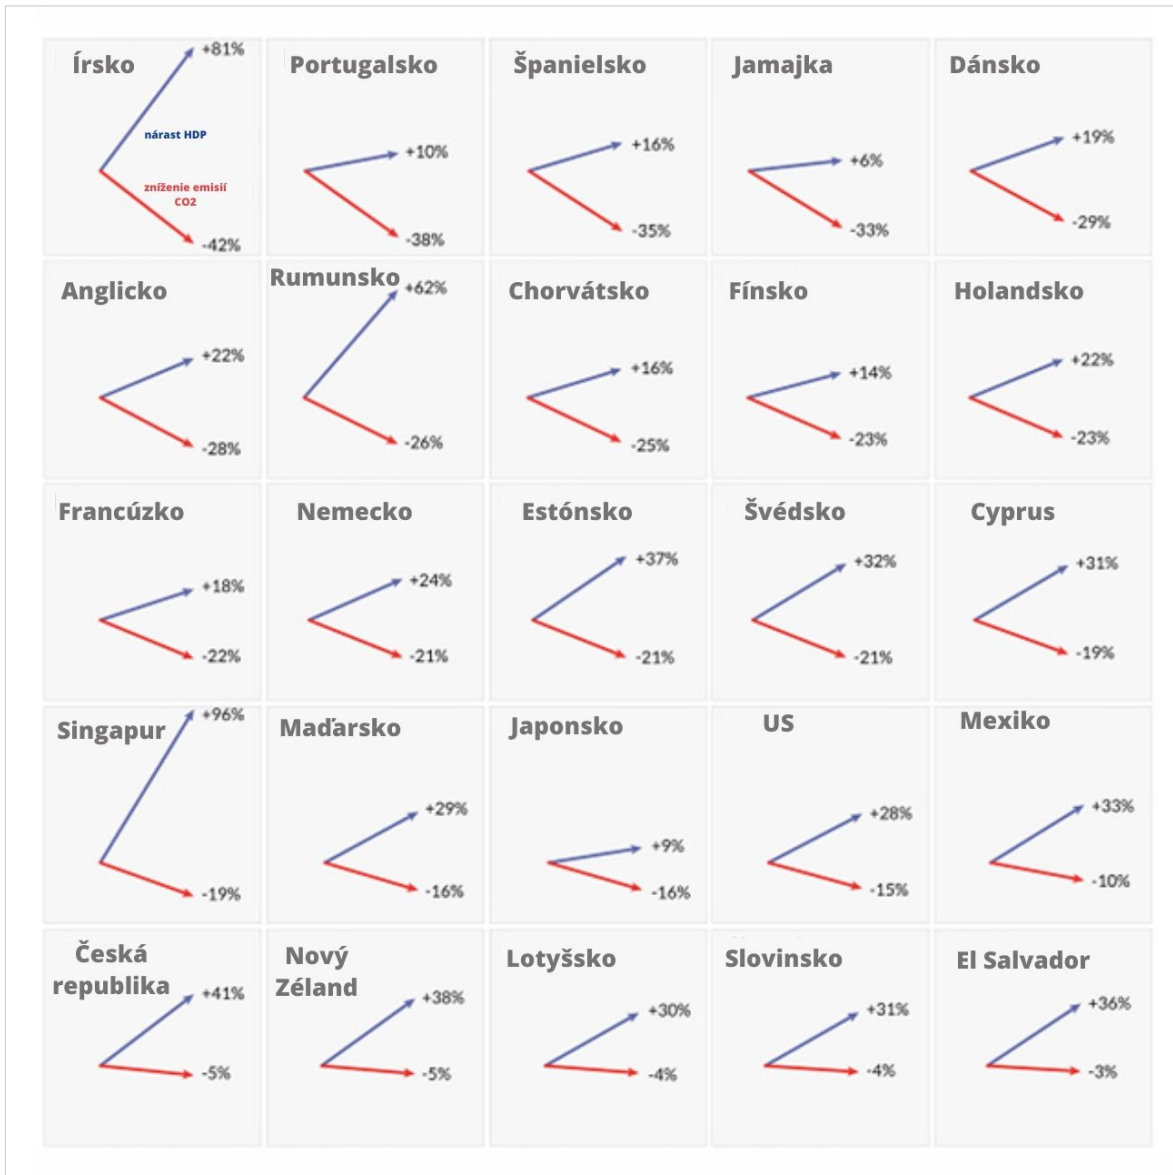 Írsko
+81%
nárast HDP
zníženie emisií
CO2
-42%
Portugalsko
+10%
-38%
Španielsko
+16%
-35%
Jamajka
+6%
-33%
Dánsko
+19%
-29%
Anglicko
+22%
-28%
Rumunsko
+62%
-26%
Chorvátsko
+16%
-25%
Fínsko
+14%
-23%
Holandsko
+22%
-23%
Francúzko
+18%
-22%
Nemecko
+24%
-21%
Estónsko
+37%
-21%
Švédsko
+32%
-21%
Cyprus
+31%
-19%
Singapur
+96%
-19%
Maďarsko
+29%
-16%
Japonsko
+9%
-16%
US
+28%
-15%
Mexiko
+33%
-10%
Česká
republika
+41%
-5%
Nový
Zéland
+38%
-5%
Lotyšsko
+30%
-4%
Slovinsko
+31%
-4%
El Salvador
+36%
-3%